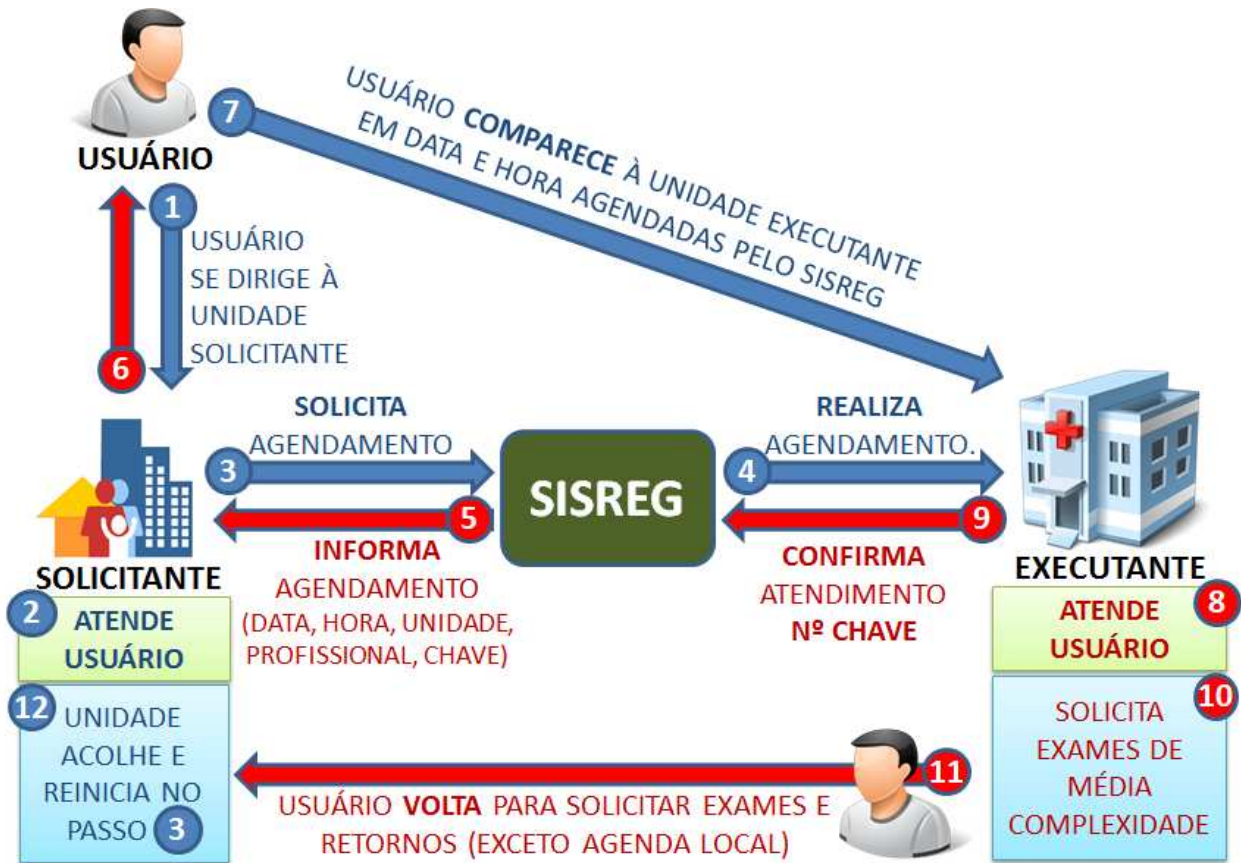 7
USUÁRIO COMPARECE À UNIDADE EXECUTANTE
EM DATA E HORA AGENDADAS PELO SISREG
USUÁRIO
1
USUÁRIO
SE DIRIGE À
UNIDADE
SOLICITANTE
6
SOLICITA
AGENDAMENTO
3
REALIZA
AGENDAMENTO.
4
SISREG
5
INFORMA
AGENDAMENTO
(DATA, HORA, UNIDADE,
PROFISSIONAL, CHAVE)
9
CONFIRMA
ATENDIMENTO
Nº CHAVE
SOLICITANTE
2
ATENDE
USUÁRIO
EXECUTANTE
8
ATENDE
USUÁRIO
12
UNIDADE
ACOLHE E
REINICIA NO
PASSO 3
10
SOLICITA
EXAMES DE
MÉDIA
COMPLEXIDADE
11
USUÁRIO VOLTA PARA SOLICITAR EXAMES E
RETORNOS (EXCETO AGENDA LOCAL)